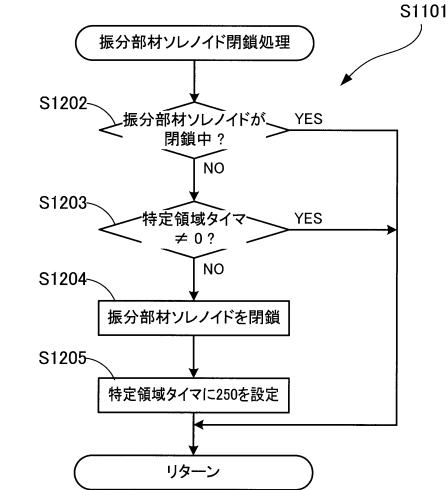 S1101
振分部材ソレノイド閉鎖処理
S1202
振分部材ソレノイドが
閉鎖中？
YES
NO
S1203
特定領域タイマ
≠０？
YES
NO
S1204
振分部材ソレノイドを閉鎖
S1205
特定領域タイマに250を設定
リターン